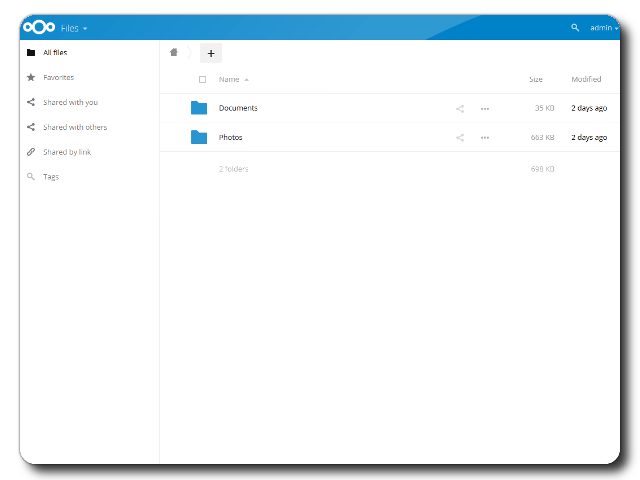 Files
admin
All files
Favorites
Shared with you
Shared with others
Shared by link
Tags
+
Name Size Modified
Documents ••• 35 KB 2 days ago
Photos ••• 663 KB 2 days ago
2 folders 698 KB